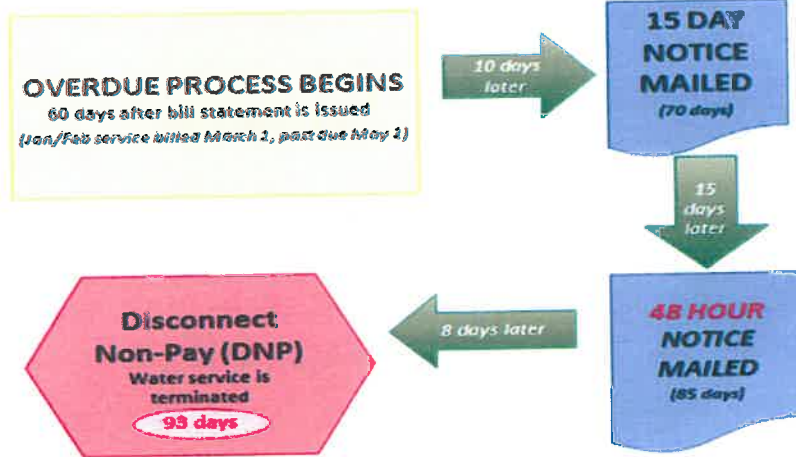 OVERDUE PROCESS BEGINS
60 days after bill statement is issued
(Jan/Feb service billed March 1, past due May 1)
10 days
later
15 DAY
NOTICE
MAILED
(70 days)
15
days
later
48 HOUR
NOTICE
MAILED
(85 days)
8 days later
Disconnect
Non-Pay (DNP)
Water service is
terminated
93 days